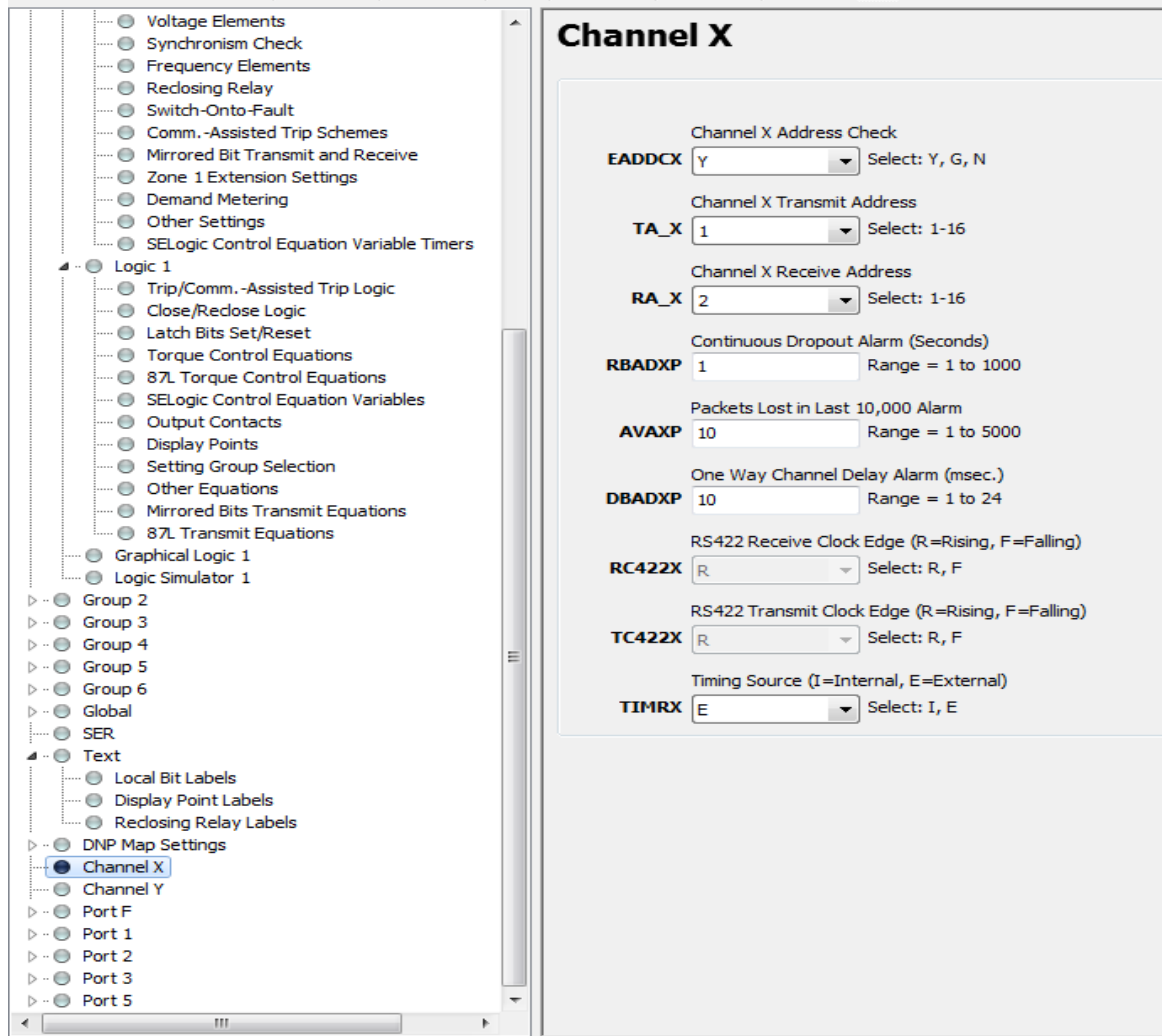 Voltage Elements
Synchronism Check
Frequency Elements
Reclosing Relay
Switch-Onto-Fault
Comm.-Assisted Trip Schemes
Mirrored Bit Transmit and Receive
Zone 1 Extension Settings
Demand Metering
Other Settings
SELogic Control Equation Variable Timers
Logic 1
Trip/Comm.-Assisted Trip Logic
Close/Reclose Logic
Latch Bits Set/Reset
Torque Control Equations
87L Torque Control Equations
SELogic Control Equation Variables
Output Contacts
Display Points
Setting Group Selection
Other Equations
Mirrored Bits Transmit Equations
87L Transmit Equations
Graphical Logic 1
Logic Simulator 1
Group 2
Group 3
Group 4
Group 5
Group 6
Global
SER
Text
Local Bit Labels
Display Point Labels
Reclosing Relay Labels
DNP Map Settings
Channel X
Channel Y
Port F
Port 1
Port 2
Port 3
Port 5
Channel X
Channel X Address Check
EADDCX Y Select: Y, G, N
Channel X Transmit Address
TA_X 1 Select: 1-16
Channel X Receive Address
RA_X 2 Select: 1-16
Continuous Dropout Alarm (Seconds)
RBADXP 1 Range = 1 to 1000
Packets Lost in Last 10,000 Alarm
AVAXP 10 Range = 1 to 5000
One Way Channel Delay Alarm (msec.)
DBADXP 10 Range = 1 to 24
RS422 Receive Clock Edge (R=Rising, F=Falling)
RC422X R Select: R, F
RS422 Transmit Clock Edge (R=Rising, F=Falling)
TC422X R Select: R, F
Timing Source (I=Internal, E=External)
TIMRX E Select: I, E